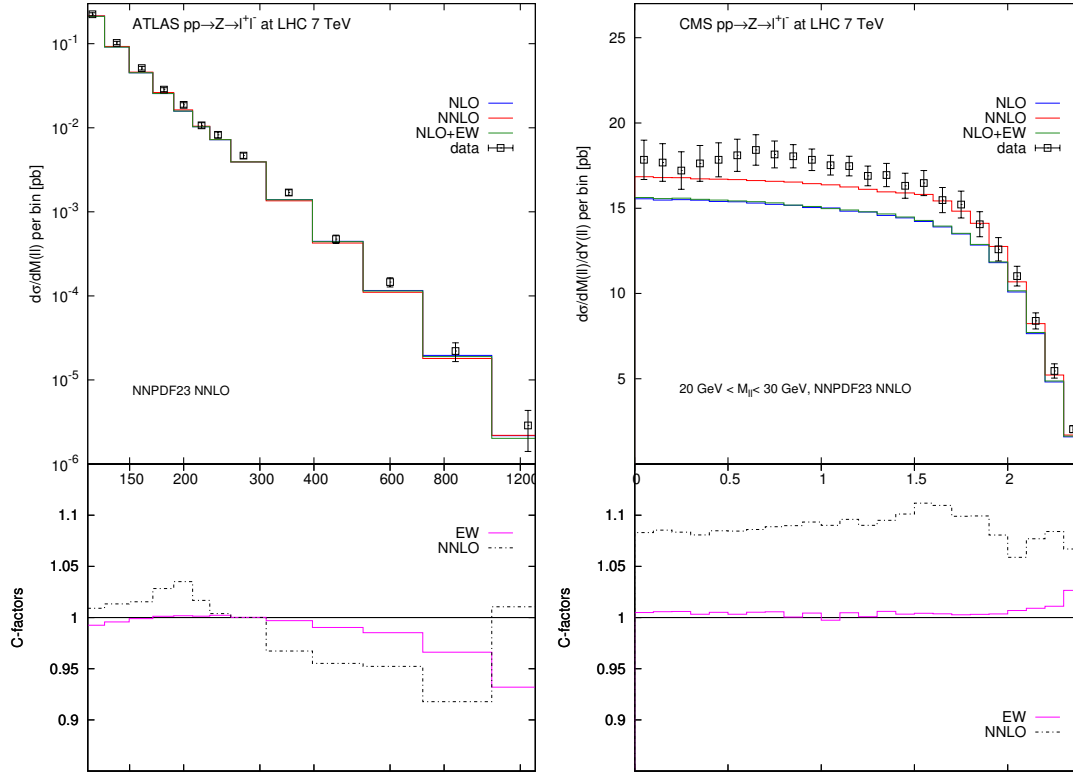 ATLAS pp→Z→l⁺l⁻ at LHC 7 TeV
NLO
NNLO
NLO+EW
data
dσ/dM(ll) per bin [pb]
10⁻¹
10⁻²
10⁻³
10⁻⁴
10⁻⁵
10⁻⁶
NNPDF23 NNLO
150
200
300
400
600
800
1200
EW
NNLO
C-factors
1.1
1.05
1
0.95
0.9
CMS pp→Z→l⁺l⁻ at LHC 7 TeV
NLO
NNLO
NLO+EW
data
dσ/dM(ll)/dY(ll) per bin [pb]
25
20
15
10
5
20 GeV < M_ll < 30 GeV, NNPDF23 NNLO
0
0.5
1
1.5
2
C-factors
1.1
1.05
1
0.95
0.9
EW
NNLO